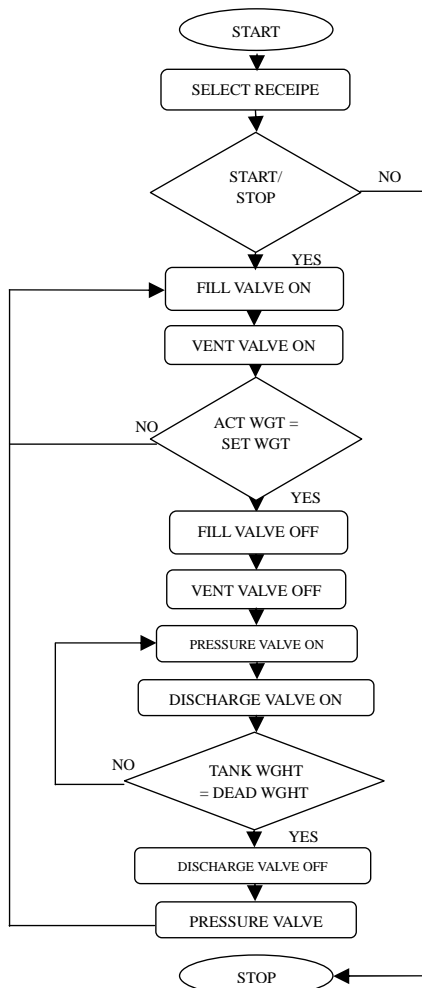 START
SELECT RECEIPE
START/
STOP
NO
YES
FILL VALVE ON
VENT VALVE ON
ACT WGT =
SET WGT
NO
YES
FILL VALVE OFF
VENT VALVE OFF
PRESSURE VALVE ON
DISCHARGE VALVE ON
TANK WGHT
= DEAD WGHT
NO
YES
DISCHARGE VALVE OFF
PRESSURE VALVE
STOP